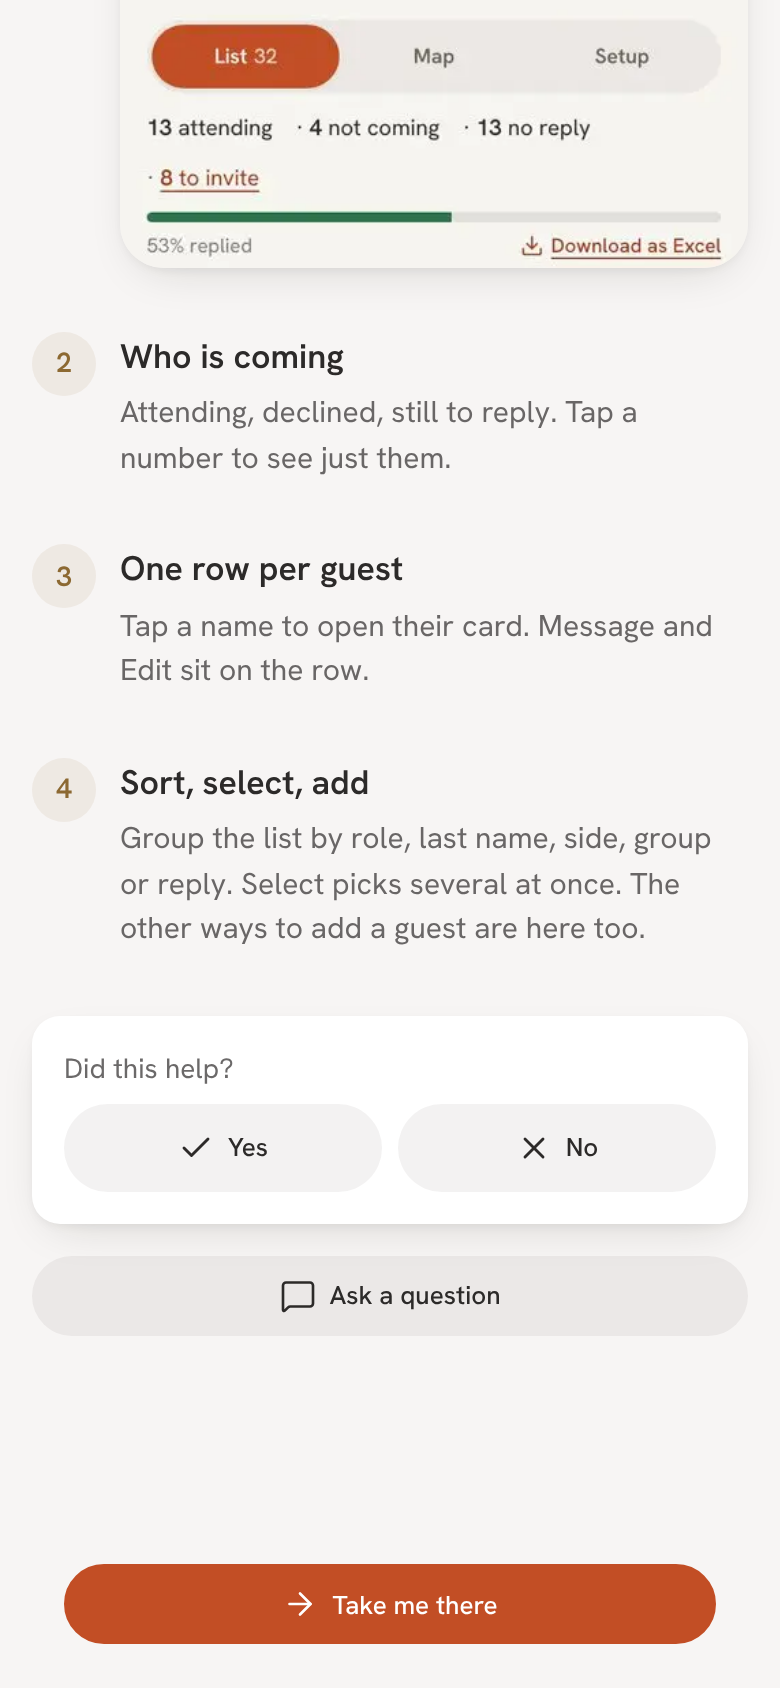 List 32
Map
Setup
13 attending · 4 not coming · 13 no reply
· 8 to invite
53% replied
Download as Excel
2
Who is coming
Attending, declined, still to reply. Tap a
number to see just them.
3
One row per guest
Tap a name to open their card. Message and
Edit sit on the row.
4
Sort, select, add
Group the list by role, last name, side, group
or reply. Select picks several at once. The
other ways to add a guest are here too.
Did this help?
Yes
No
Ask a question
Take me there